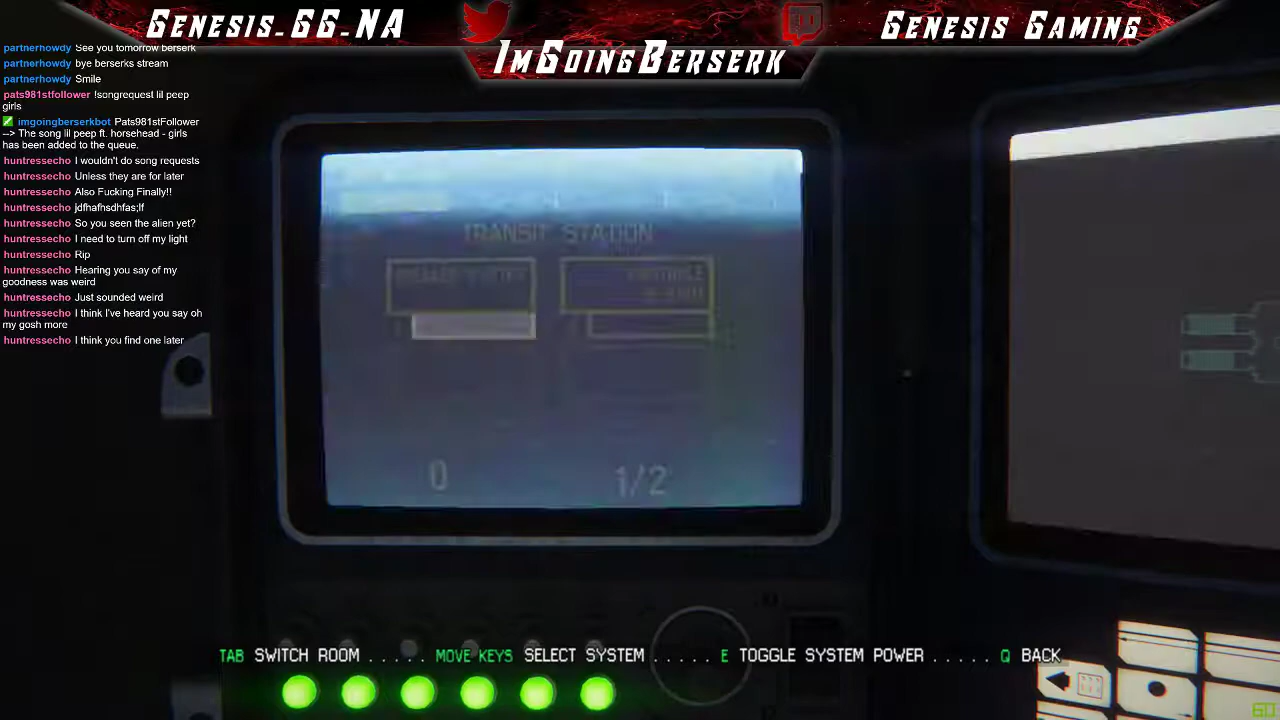 Genesis_GG_NA
Genesis Gaming
ImGoingBerserk
partnerhowdy See you tomorrow berserk
partnerhowdy bye berserks stream
partnerhowdy Smile
pats981stfollower !songrequest lil peep
girls
imgoingberserkbot Pats981stFollower
--> The song lil peep ft. horsehead - girls
has been added to the queue.
huntressecho I wouldn't do song requests
huntressecho Unless they are for later
huntressecho Also Fucking Finally!!
huntressecho jdfhafnsdhfas;lf
huntressecho So you seen the alien yet?
huntressecho I need to turn off my light
huntressecho Rip
huntressecho Hearing you say of my
goodness was weird
huntressecho Just sounded weird
huntressecho I think I've heard you say oh
my gosh more
huntressecho I think you find one later
TRANSIT STATION
0 1/2
TAB SWITCH ROOM ..... MOVE KEYS SELECT SYSTEM ..... E TOGGLE SYSTEM POWER ..... Q BACK
60